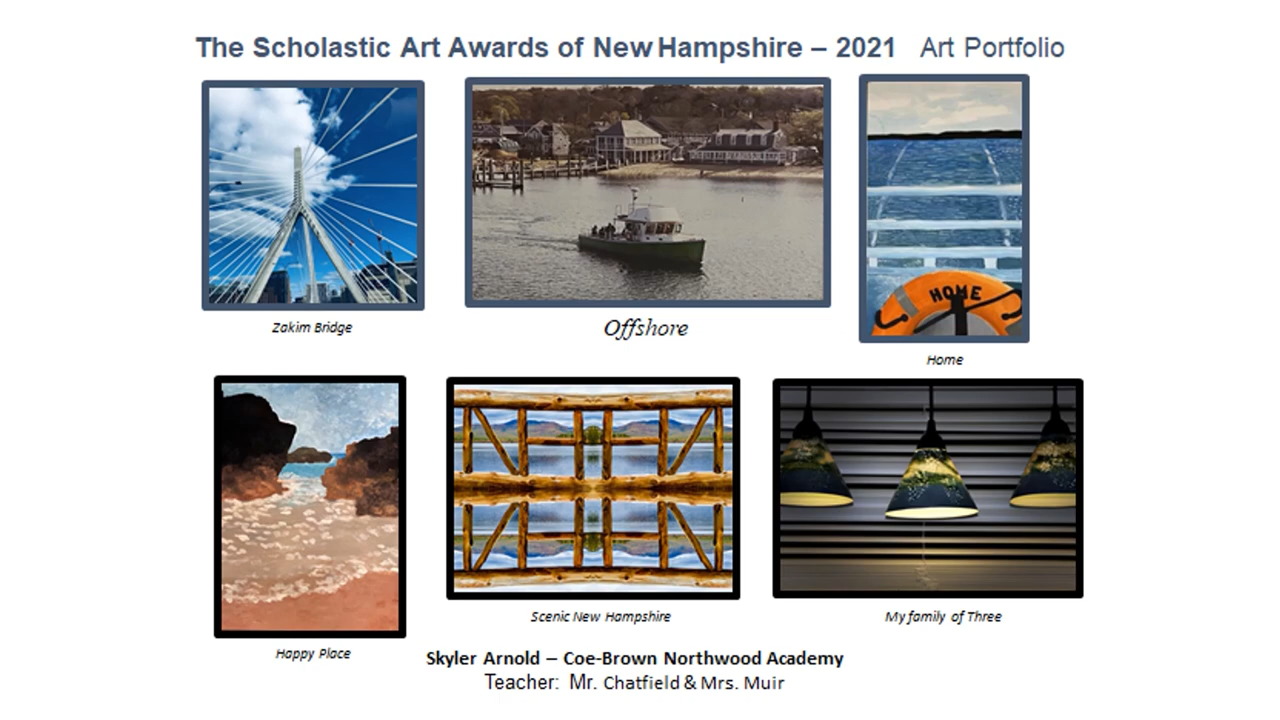 The Scholastic Art Awards of New Hampshire – 2021 Art Portfolio
Zakim Bridge
Offshore
HOME
Home
Happy Place
Scenic New Hampshire
My family of Three
Skyler Arnold – Coe-Brown Northwood Academy
Teacher: Mr. Chatfield & Mrs. Muir